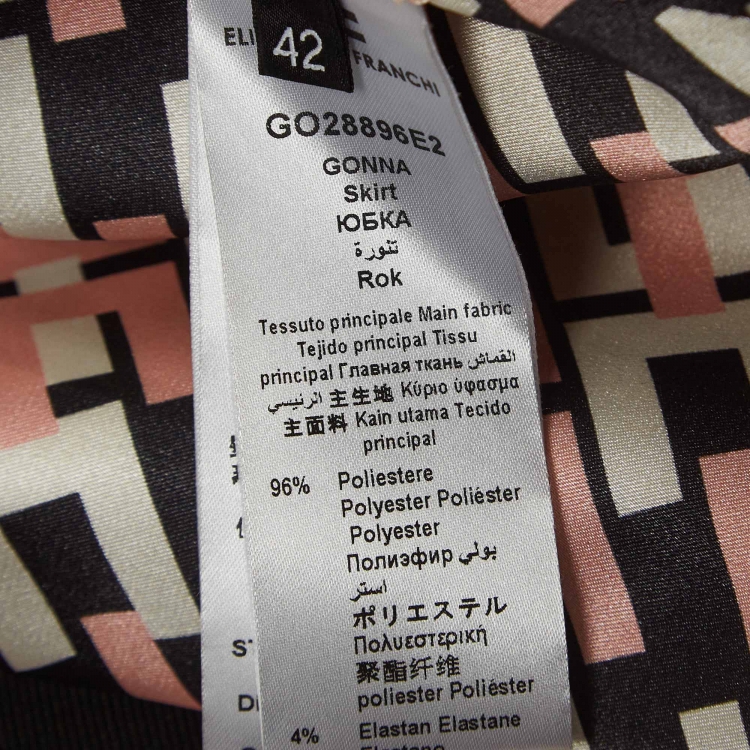 42
FRANCHI
GO28896E2
GONNA
Skirt
ЮБКА
تنورة
Rok
Tessuto principale Main fabric
Tejido principal Tissu
principal Главная ткань القماش
الرئيسي 主生地 Κύριο ύφασμα
主面料 Kain utama Tecido
principal
96% Poliestere
Polyester Poliéster
Polyester
Полиэфир بولي
استر
ポリエステル
Πολυεστερική
聚酯纤维
poliester Poliéster
4% Elastan Elastane